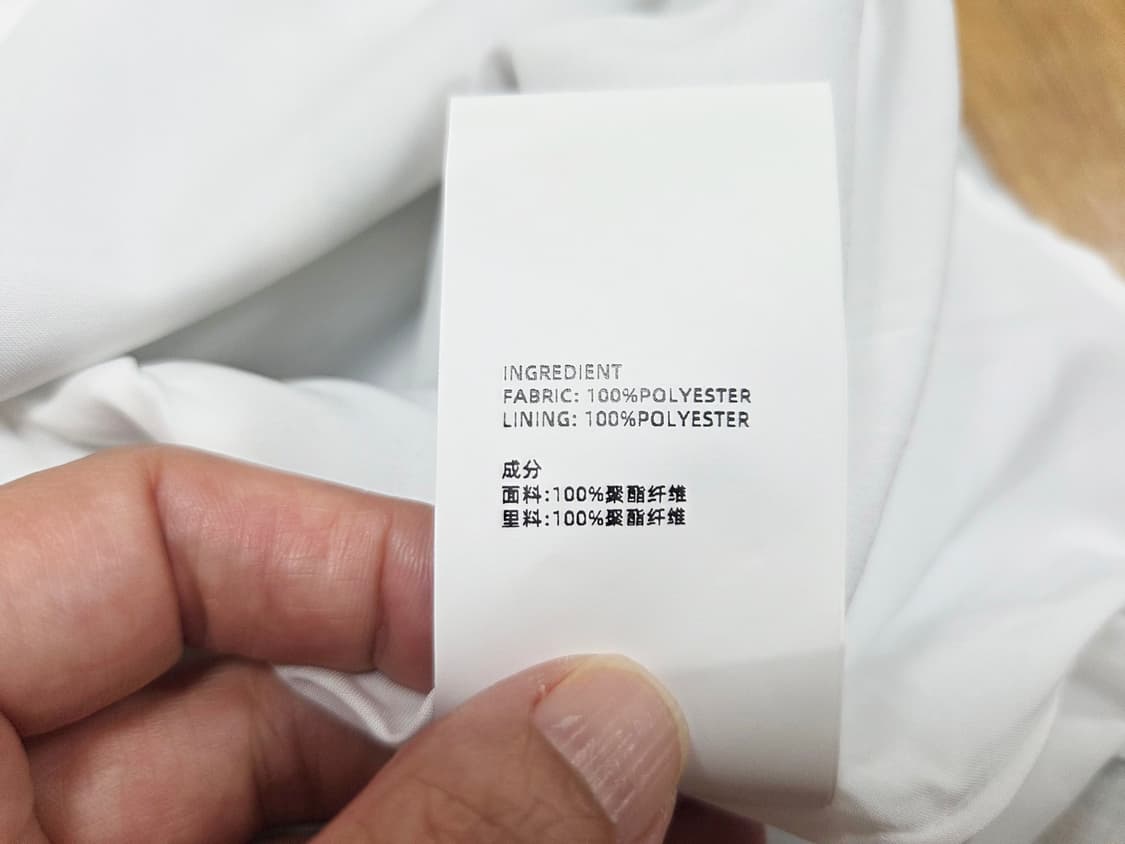 INGREDIENT
FABRIC: 100%POLYESTER
LINING: 100%POLYESTER
成分
面料:100%聚酯纤维
里料:100%聚酯纤维